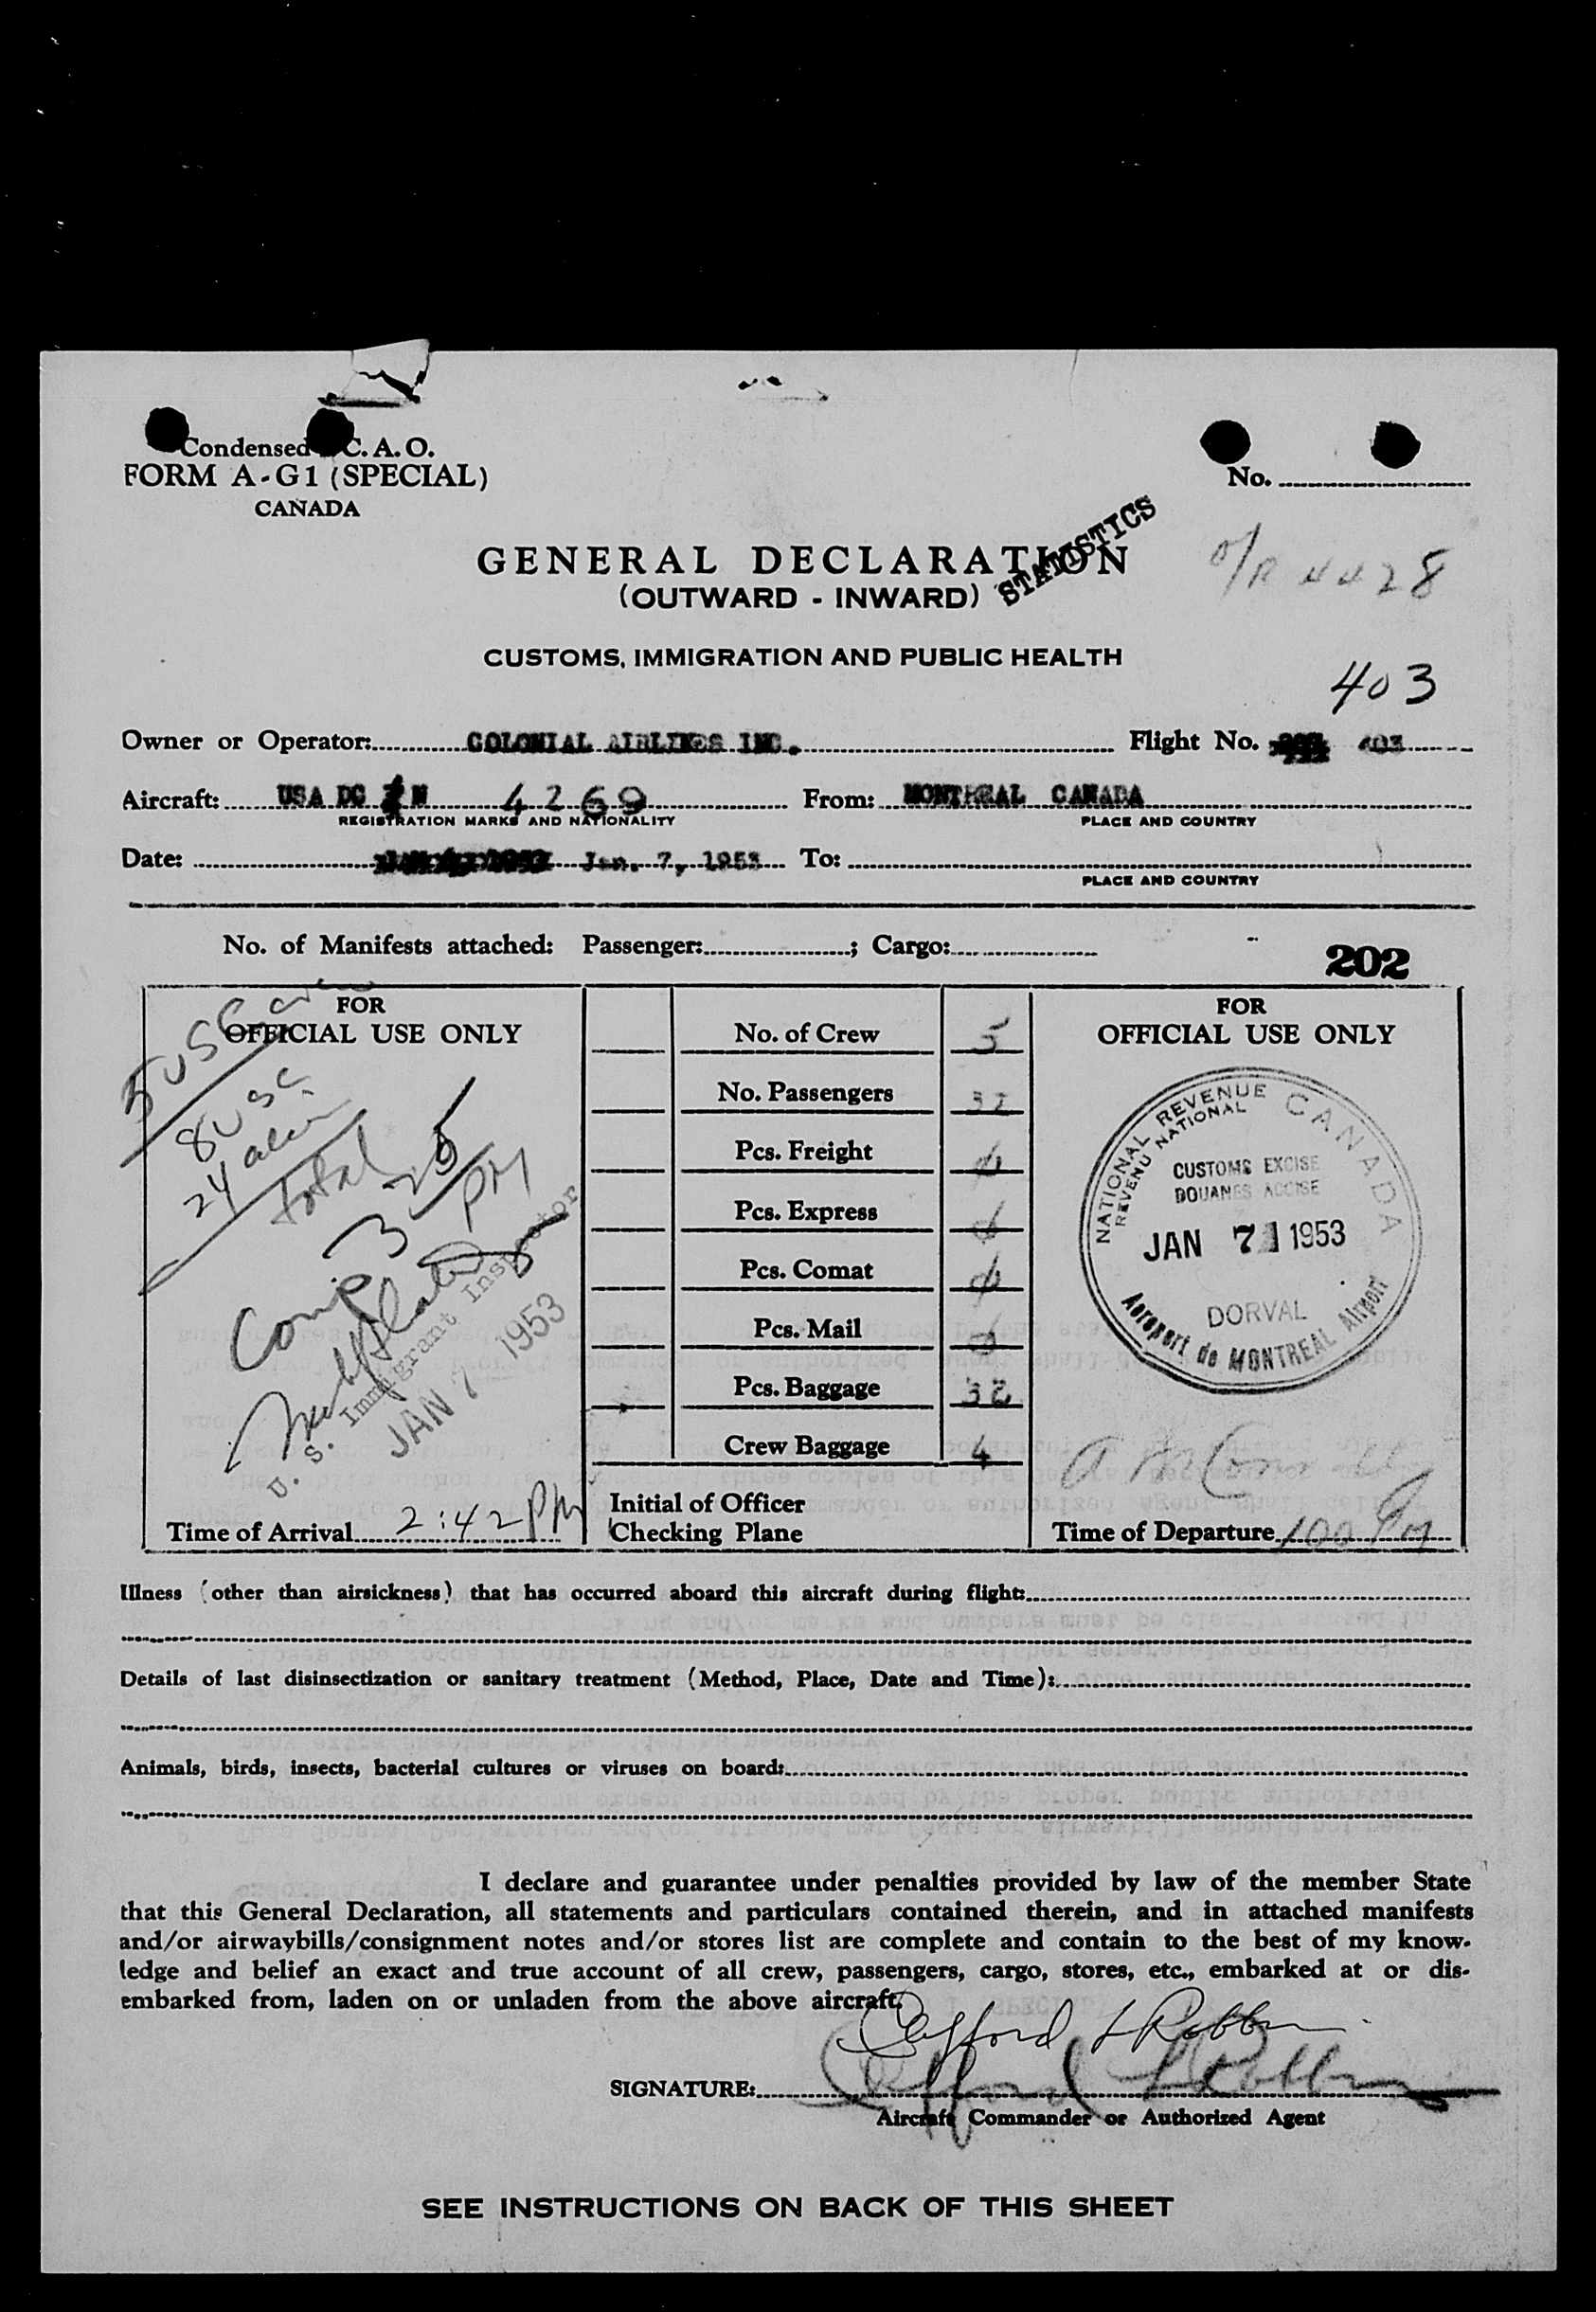 Condensed C. A. O.
FORM A-G1 (SPECIAL)
CANADA
No.
GENERAL DECLARATION
STATISTICS
(OUTWARD - INWARD)
4428
CUSTOMS, IMMIGRATION AND PUBLIC HEALTH
403
Owner or Operator: COLONIAL AIRLINES INC. Flight No. 403
Aircraft: USA DC N 4269 From: MONTREAL CANADA
REGISTRATION MARKS AND NATIONALITY PLACE AND COUNTRY
Date: Jan. 7, 1953 To:
PLACE AND COUNTRY
No. of Manifests attached: Passenger: ; Cargo:
202
FOR
OFFICIAL USE ONLY
5 USC
8 USC
24 alien
total
Comp 3 25 PM
U. S. Immigrant Inspector
JAN 7 1953
Time of Arrival 2:42 PM
No. of Crew 5
No. Passengers 32
Pcs. Freight
Pcs. Express
Pcs. Comat
Pcs. Mail
Pcs. Baggage 32
Crew Baggage 4
Initial of Officer
Checking Plane
FOR
OFFICIAL USE ONLY
NATIONAL REVENUE CANADA
REVENU NATIONAL
CUSTOMS EXCISE
DOUANES ACCISE
JAN 7 1953
DORVAL
Aeroport de MONTREAL Airport
Time of Departure 100 PM
Illness (other than airsickness) that has occurred aboard this aircraft during flight:
Details of last disinsectization or sanitary treatment (Method, Place, Date and Time):
Animals, birds, insects, bacterial cultures or viruses on board:
I declare and guarantee under penalties provided by law of the member State
that this General Declaration, all statements and particulars contained therein, and in attached manifests
and/or airwaybills/consignment notes and/or stores list are complete and contain to the best of my know-
ledge and belief an exact and true account of all crew, passengers, cargo, stores, etc., embarked at or dis-
embarked from, laden on or unladen from the above aircraft.
SIGNATURE:
Aircraft Commander or Authorized Agent
SEE INSTRUCTIONS ON BACK OF THIS SHEET